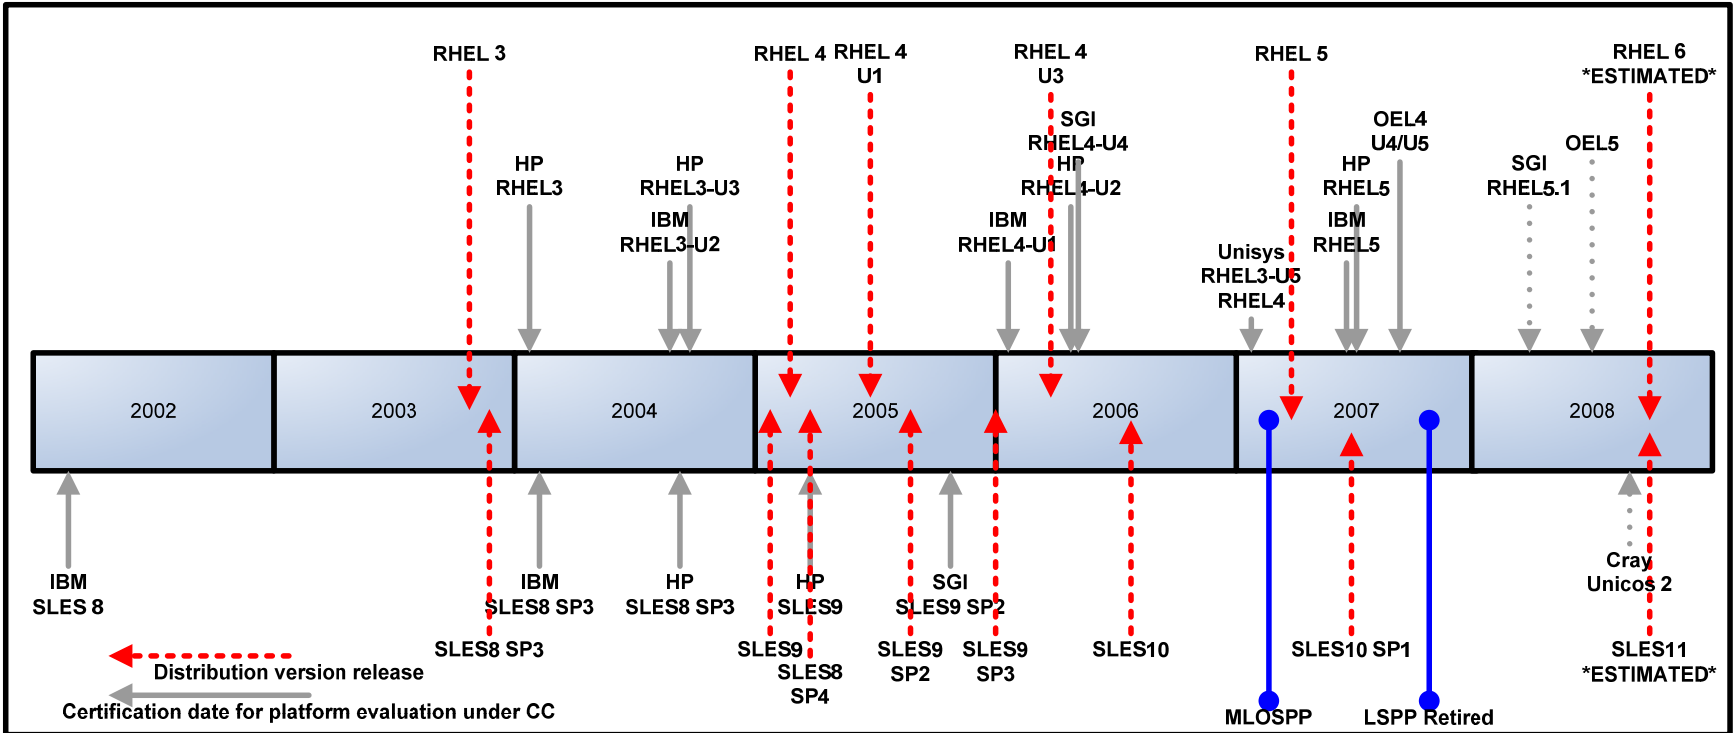 RHEL 3
RHEL 4
RHEL 4
U1
RHEL 4
U3
RHEL 5
RHEL 6
*ESTIMATED*
SGI
RHEL4-U4
OEL4
U4/U5
OEL5
HP
RHEL3
HP
RHEL3-U3
HP
RHEL4-U2
HP
RHEL5
SGI
RHEL5.1
IBM
RHEL3-U2
IBM
RHEL4-U1
IBM
RHEL5
Unisys
RHEL3-U5
RHEL4
2002
2003
2004
2005
2006
2007
2008
IBM
SLES 8
IBM
SLES8 SP3
HP
SLES8 SP3
HP
SLES9
SGI
SLES9 SP2
Cray
Unicos 2
SLES8 SP3
SLES9
SLES8
SP4
SLES9
SP2
SLES9
SP3
SLES10
SLES10 SP1
SLES11
*ESTIMATED*
Distribution version release
Certification date for platform evaluation under CC
MLOSPP
LSPP Retired